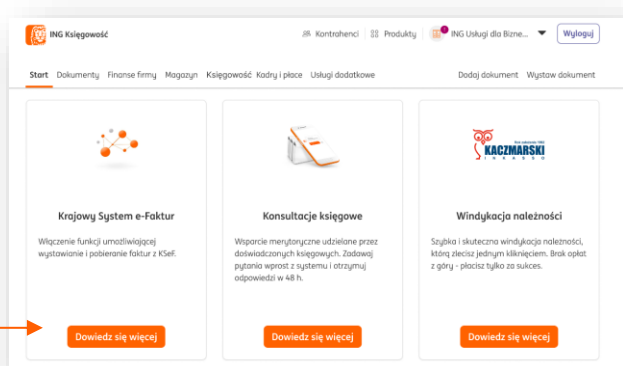 ING Księgowość
Kontrahenci
Produkty
ING Usługi dla Bizne...
Wyloguj
Start Dokumenty Finanse firmy Magazyn Księgowość Kadry i płace Usługi dodatkowe
Dodaj dokument Wystaw dokument
Krajowy System e-Faktur
Włączenie funkcji umożliwiającej
wystawianie i pobieranie faktur z KSeF.
Dowiedz się więcej
Konsultacje księgowe
Wsparcie merytoryczne udzielane przez
doświadczonych księgowych. Zadawaj
pytania wprost z systemu i otrzymuj
odpowiedzi w 48 h.
Dowiedz się więcej
KACZMARSKI
INKASSO
Windykacja należności
Szybka i skuteczna windykacja należności,
którą zlecisz jednym kliknięciem. Brak opłat
z góry - płacisz tylko za sukces.
Dowiedz się więcej